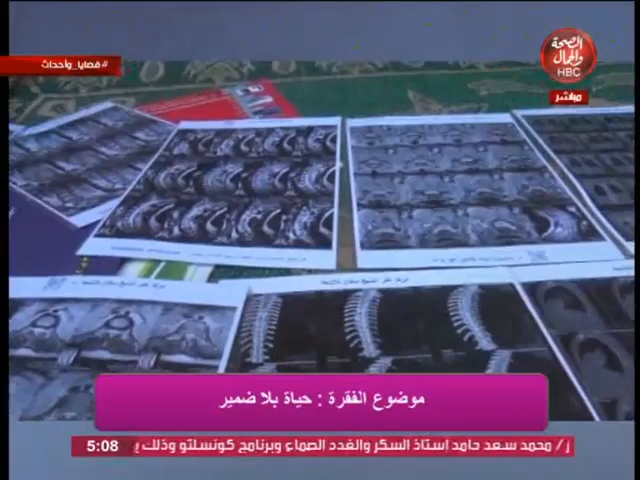 #قضايا_وأحداث
الصحة
والجمال
HBC
مباشر
موضوع الفقرة : حياة بلا ضمير
د/ محمد سعد حامد إستاذ السكر والغدد الصماء وبرنامج كونسلتو وذلك ي
5:08